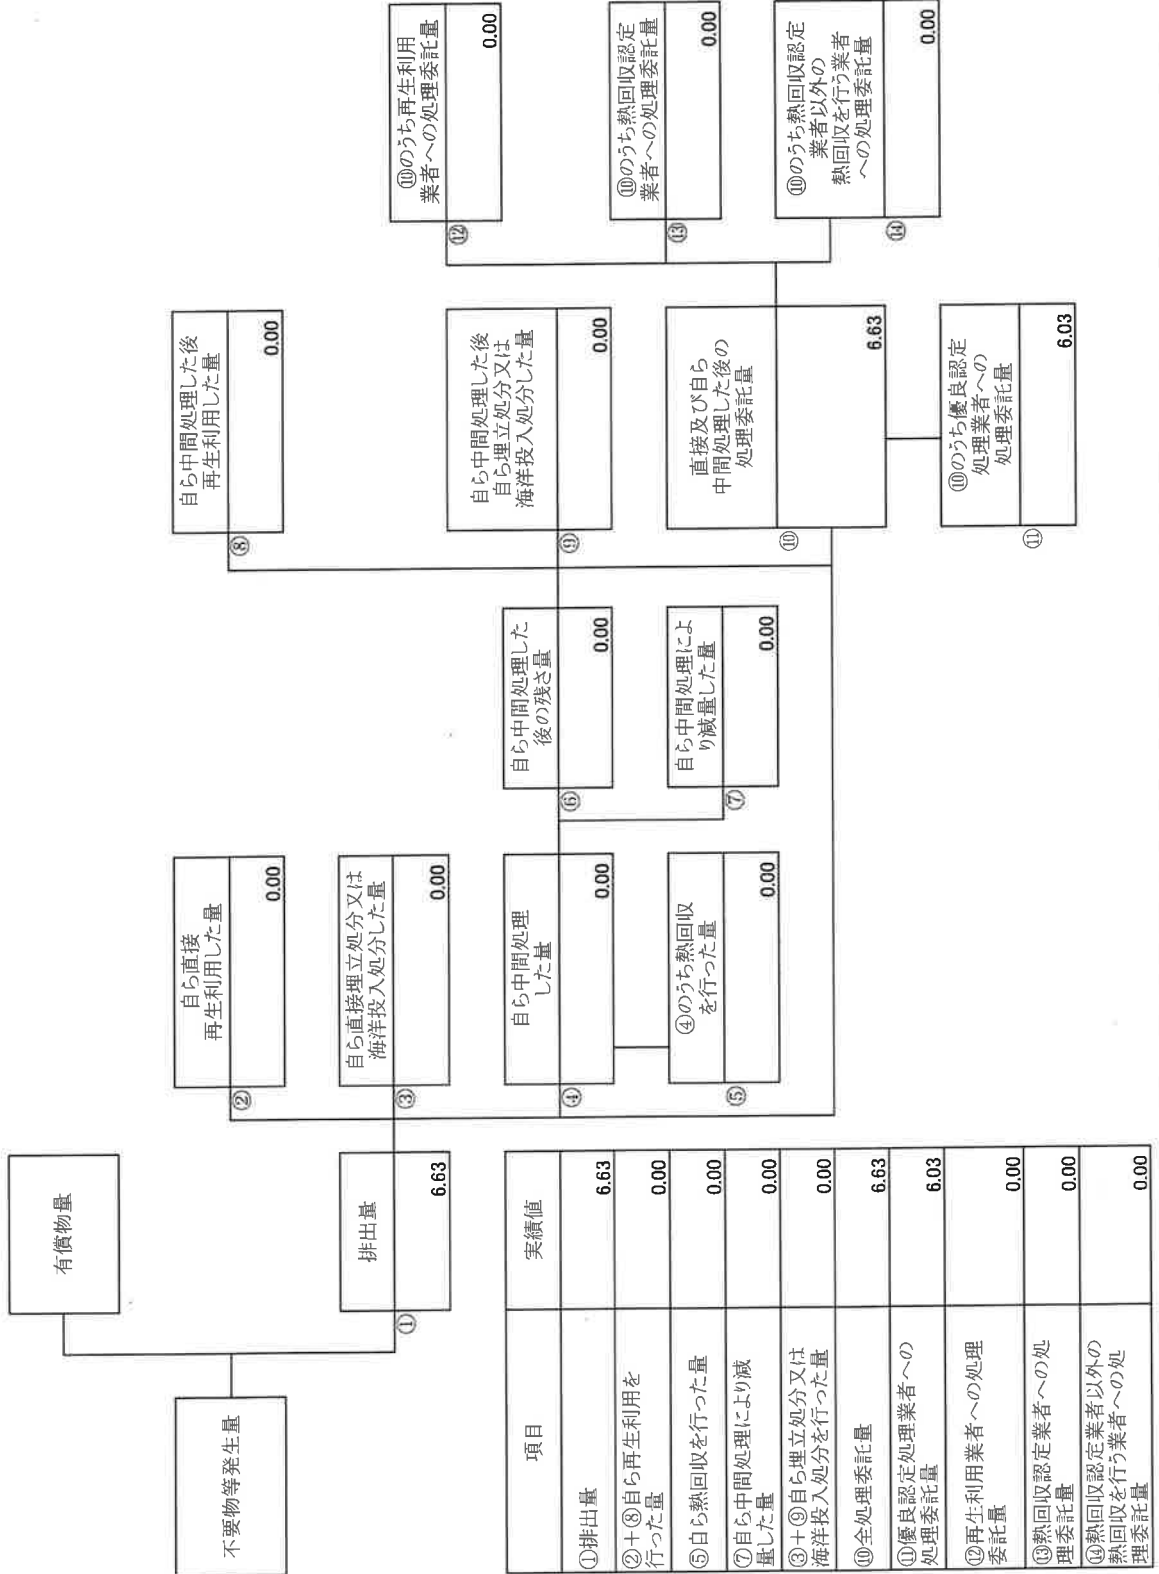 不要物等発生量
有償物量
①
排出量
6.63
②
自ら直接
再生利用した量
0.00
③
自ら直接埋立処分又は
海洋投入処分した量
0.00
④
自ら中間処理
した量
0.00
⑤
④のうち熱回収
を行った量
0.00
⑥
自ら中間処理した
後の残さ量
0.00
⑦
自ら中間処理によ
り減量した量
0.00
⑧
自ら中間処理した後
再生利用した量
0.00
⑨
自ら中間処理した後
自ら埋立処分又は
海洋投入処分した量
0.00
⑩
直接及び自ら
中間処理した後の
処理委託量
6.63
⑪
⑩のうち優良認定
処理業者への
処理委託量
6.03
⑫
⑩のうち再生利用
業者への処理委託量
0.00
⑬
⑩のうち熱回収認定
業者への処理委託量
0.00
⑭
⑩のうち熱回収認定
業者以外の
熱回収を行う業者
への処理委託量
0.00
項目 実績値
①排出量 6.63
②+⑧自ら再生利用を
行った量 0.00
⑤自ら熱回収を行った量 0.00
⑦自ら中間処理により減
量した量 0.00
③+⑨自ら埋立処分又は
海洋投入処分を行った量 0.00
⑩全処理委託量 6.63
⑪優良認定処理業者への
処理委託量 6.03
⑫再生利用業者への処理
委託量 0.00
⑬熱回収認定業者への処
理委託量 0.00
⑭熱回収認定業者以外の
熱回収を行う業者への処
理委託量 0.00